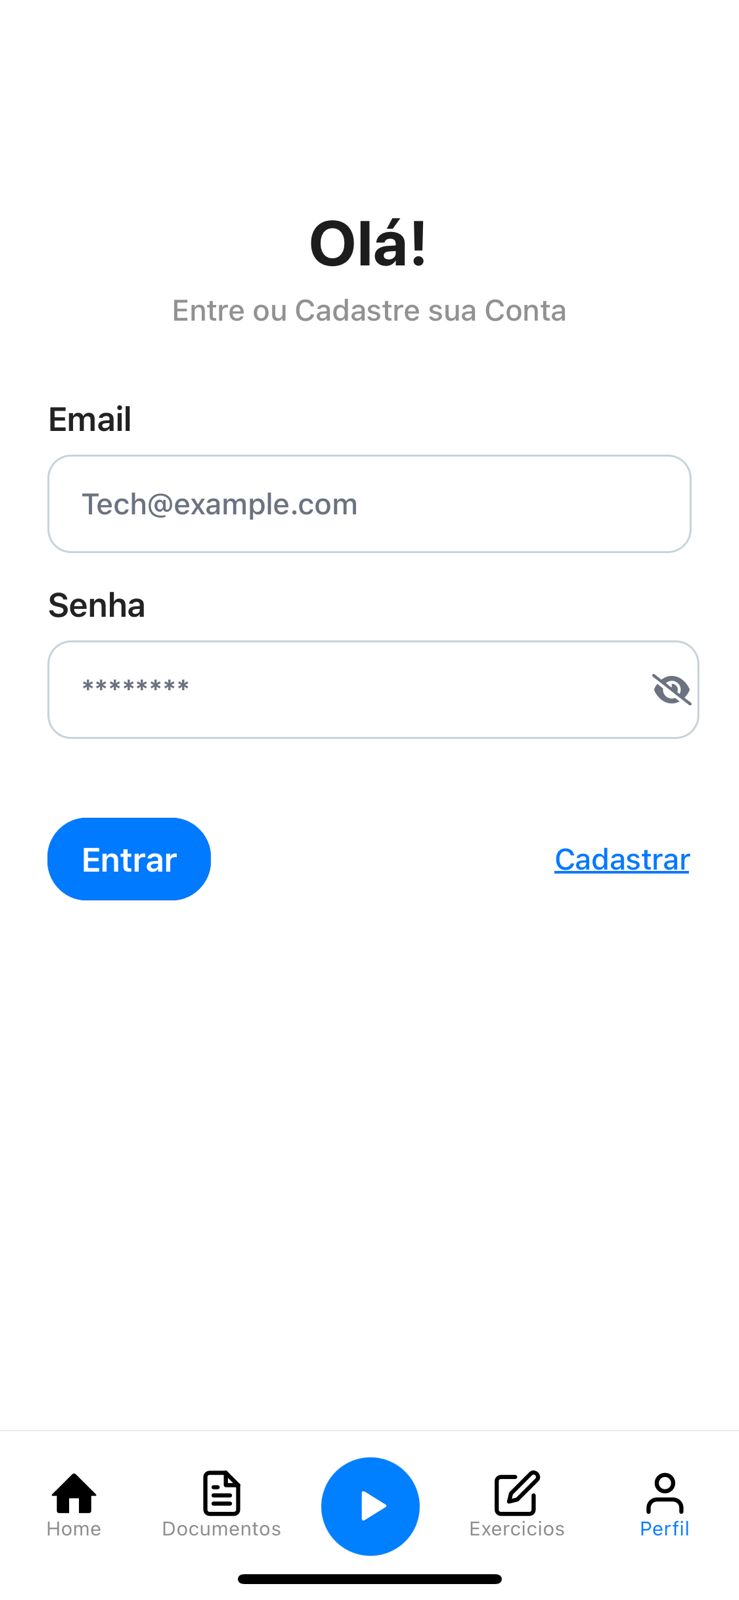 Olá!
Entre ou Cadastre sua Conta
Email
Tech@example.com
Senha
********
Entrar
Cadastrar
Home
Documentos
Exercicios
Perfil